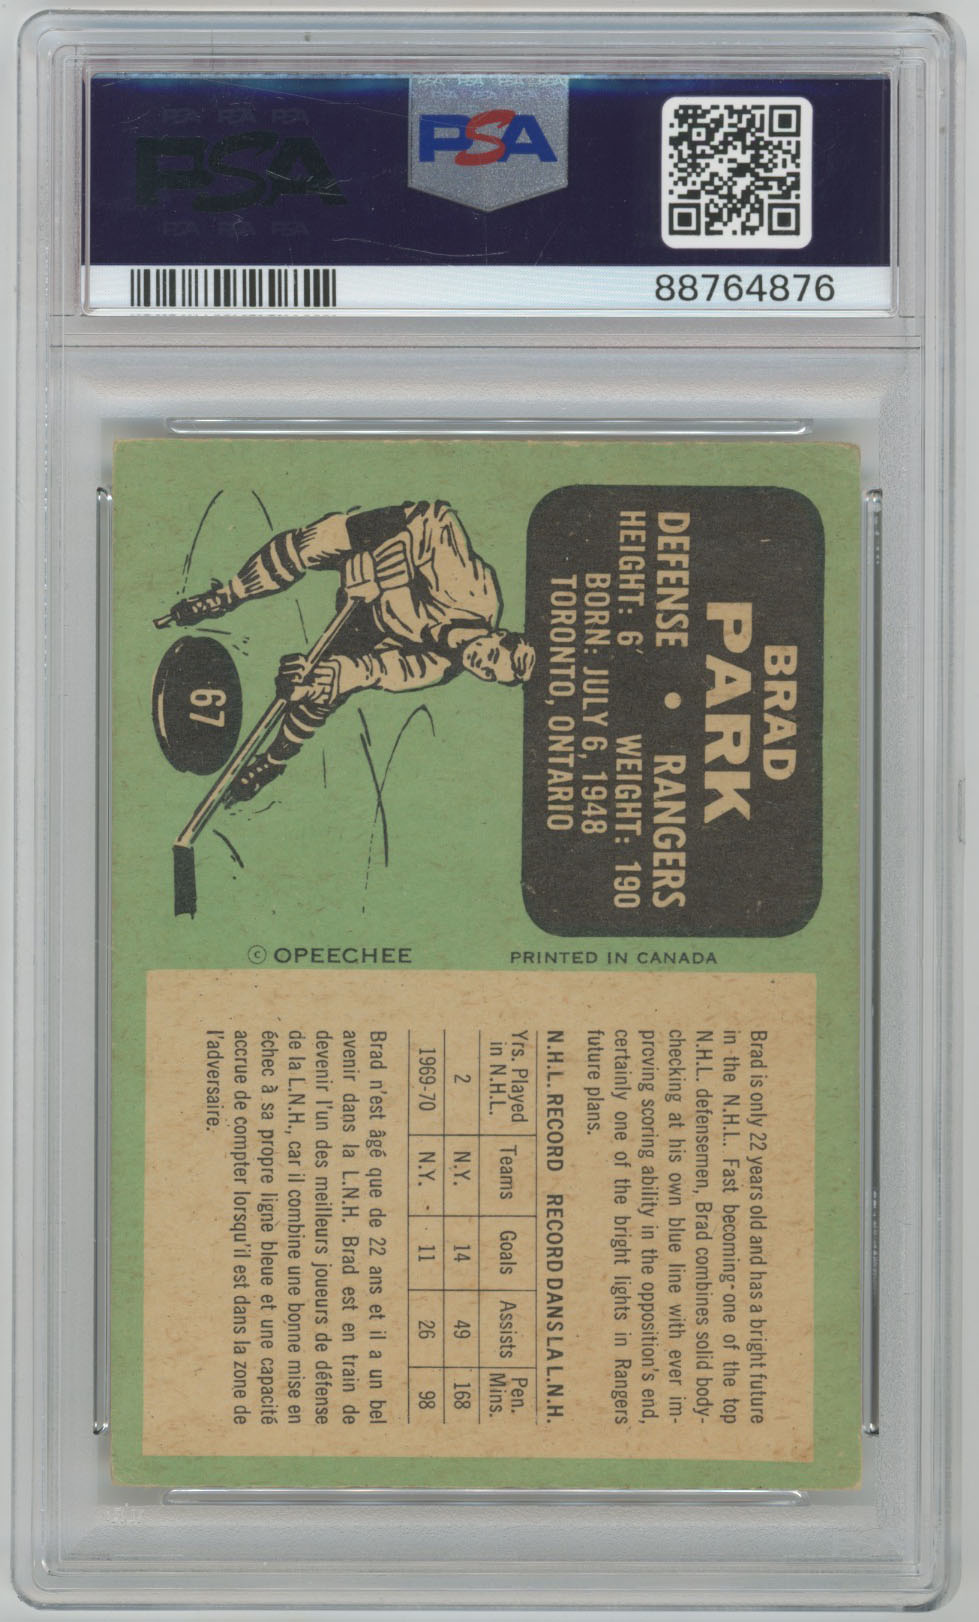 PSA PSA PSA
PSA
PSA PSA PSA
PSA
88764876
BRAD
PARK
DEFENSE • RANGERS
HEIGHT: 6' WEIGHT: 190
BORN: JULY 6, 1948
TORONTO, ONTARIO
67
© OPEECHEE
PRINTED IN CANADA
Brad is only 22 years old and has a bright future
in the N.H.L. Fast becoming one of the top
N.H.L. defensemen, Brad combines solid body-
checking at his own blue line with ever im-
proving scoring ability in the opposition's end,
certainly one of the bright lights in Rangers
future plans.
N.H.L. RECORD RECORD DANS LA L.N.H.
Yrs. Played in N.H.L. Teams Goals Assists Pen. Mins.
2 N.Y. 14 49 168
1969-70 N.Y. 11 26 98
Brad n'est âgé que de 22 ans et il a un bel
avenir dans la L.N.H. Brad est en train de
devenir l'un des meilleurs joueurs de défense
de la L.N.H., car il combine une bonne mise en
échec à sa propre ligne bleue et une capacité
accrue de compter lorsqu'il est dans la zone de
l'adversaire.